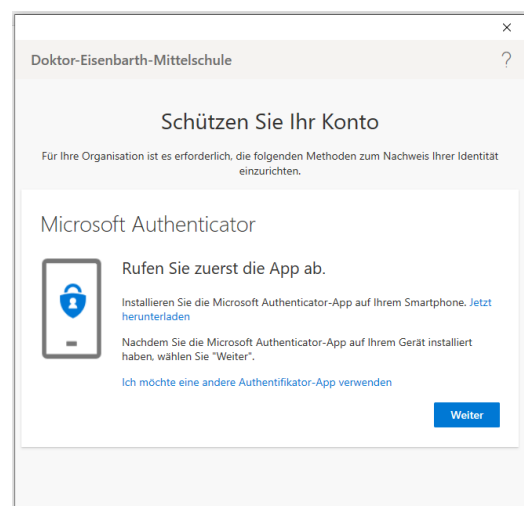 Doktor-Eisenbarth-Mittelschule
?
Schützen Sie Ihr Konto
Für Ihre Organisation ist es erforderlich, die folgenden Methoden zum Nachweis Ihrer Identität
einzurichten.
Microsoft Authenticator
Rufen Sie zuerst die App ab.
Installieren Sie die Microsoft Authenticator-App auf Ihrem Smartphone. Jetzt
herunterladen
Nachdem Sie die Microsoft Authenticator-App auf Ihrem Gerät installiert
haben, wählen Sie "Weiter".
Ich möchte eine andere Authentifikator-App verwenden
Weiter